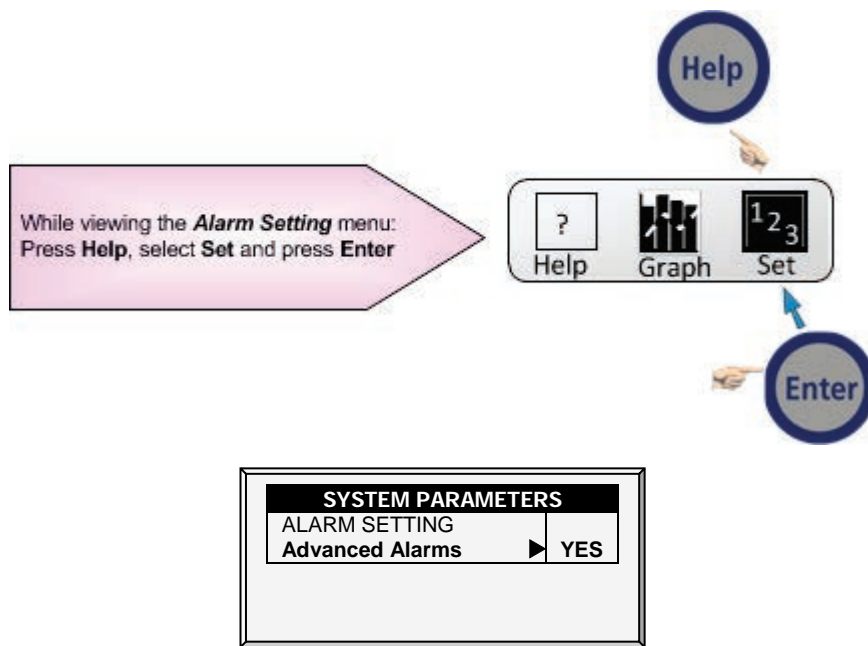 Help
While viewing the Alarm Setting menu:
Press Help, select Set and press Enter
?
Help
Graph
1 2 3
Set
Enter
SYSTEM PARAMETERS
ALARM SETTING
Advanced Alarms YES